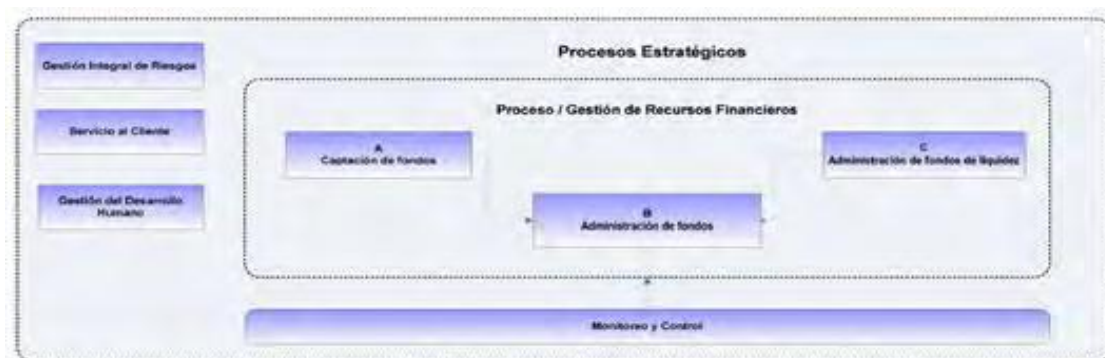 Procesos Estratégicos
Gestión Integral de Riesgos
Servicio al Cliente
Gestión del Desarrollo
Humano
Proceso / Gestión de Recursos Financieros
A
Captación de fondos
C
Administración de fondos de liquidez
B
Administración de fondos
Monitoreo y Control